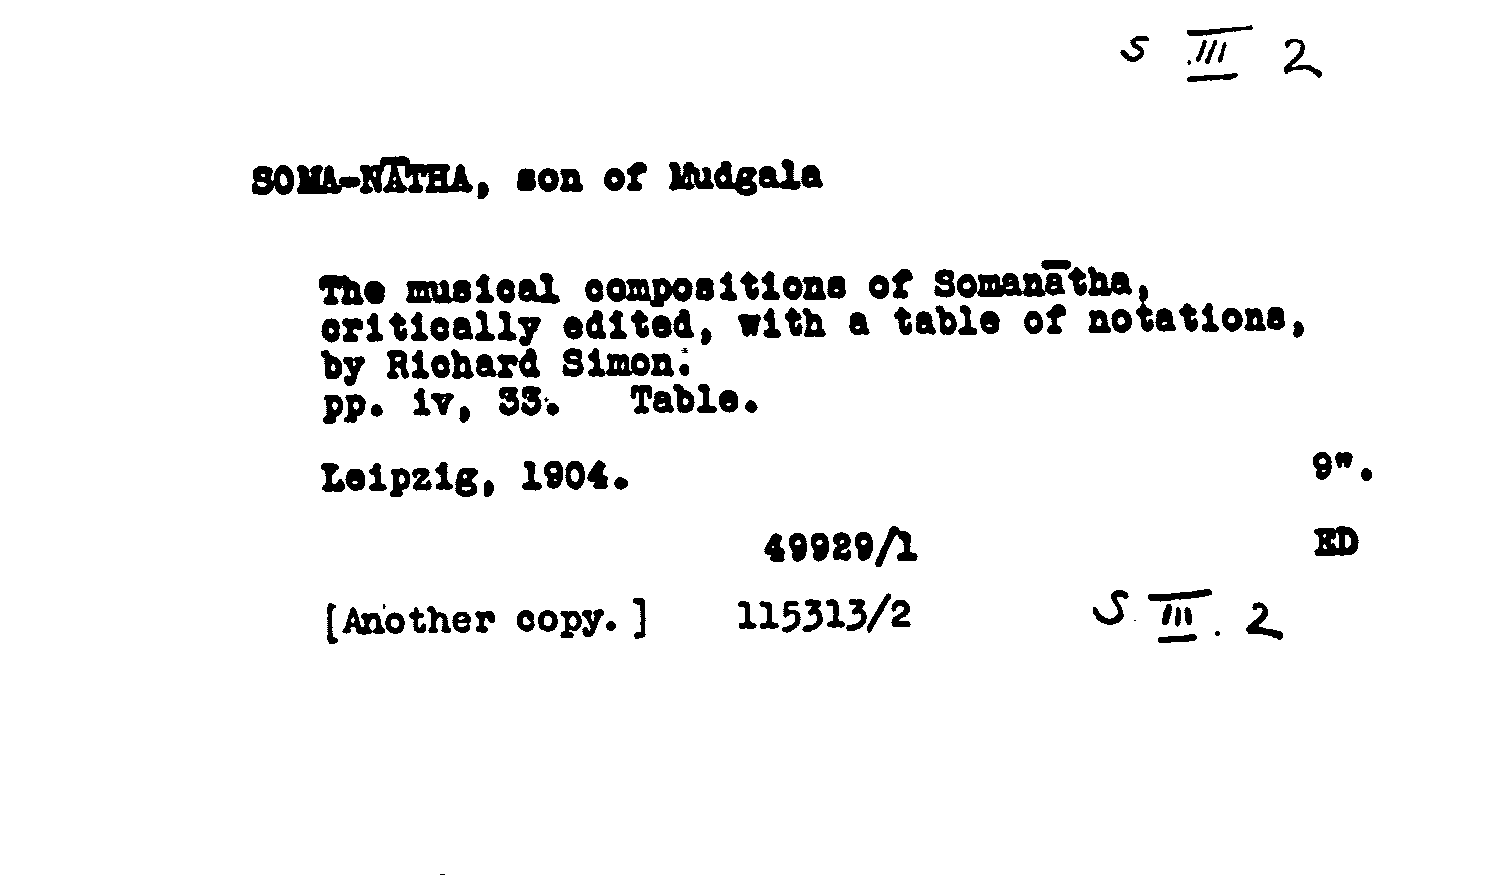 S III 2
SOMA-NĀTHA, son of Mudgala
The musical compositions of Somanātha,
critically edited, with a table of notations,
by Richard Simon.
pp. iv, 33. Table.
Leipzig, 1904. 9".
49929/1 ED
[Another copy.] 115313/2 S III. 2